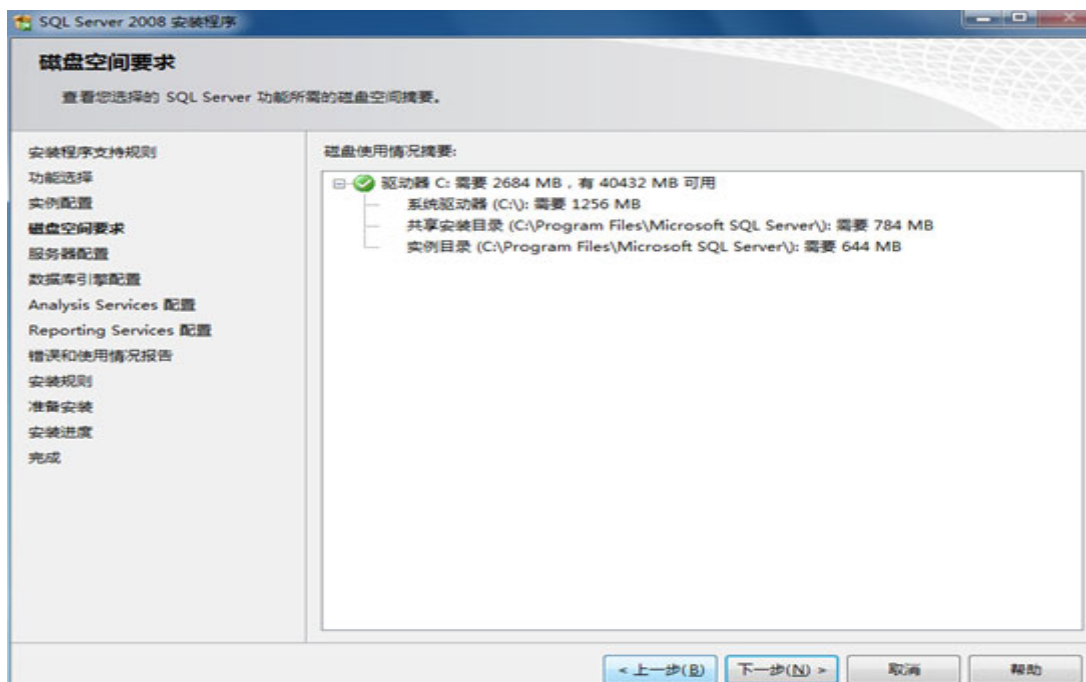 SQL Server 2008 安装程序
磁盘空间要求
查看您选择的 SQL Server 功能所需的磁盘空间摘要。
安装程序支持规则
功能选择
实例配置
磁盘空间要求
服务器配置
数据库引擎配置
Analysis Services 配置
Reporting Services 配置
错误和使用情况报告
安装规则
准备安装
安装进度
完成
磁盘使用情况摘要:
驱动器 C: 需要 2684 MB，有 40432 MB 可用
系统驱动器 (C:\): 需要 1256 MB
共享安装目录 (C:\Program Files\Microsoft SQL Server\): 需要 784 MB
实例目录 (C:\Program Files\Microsoft SQL Server\): 需要 644 MB
< 上一步(B)
下一步(N) >
取消
帮助